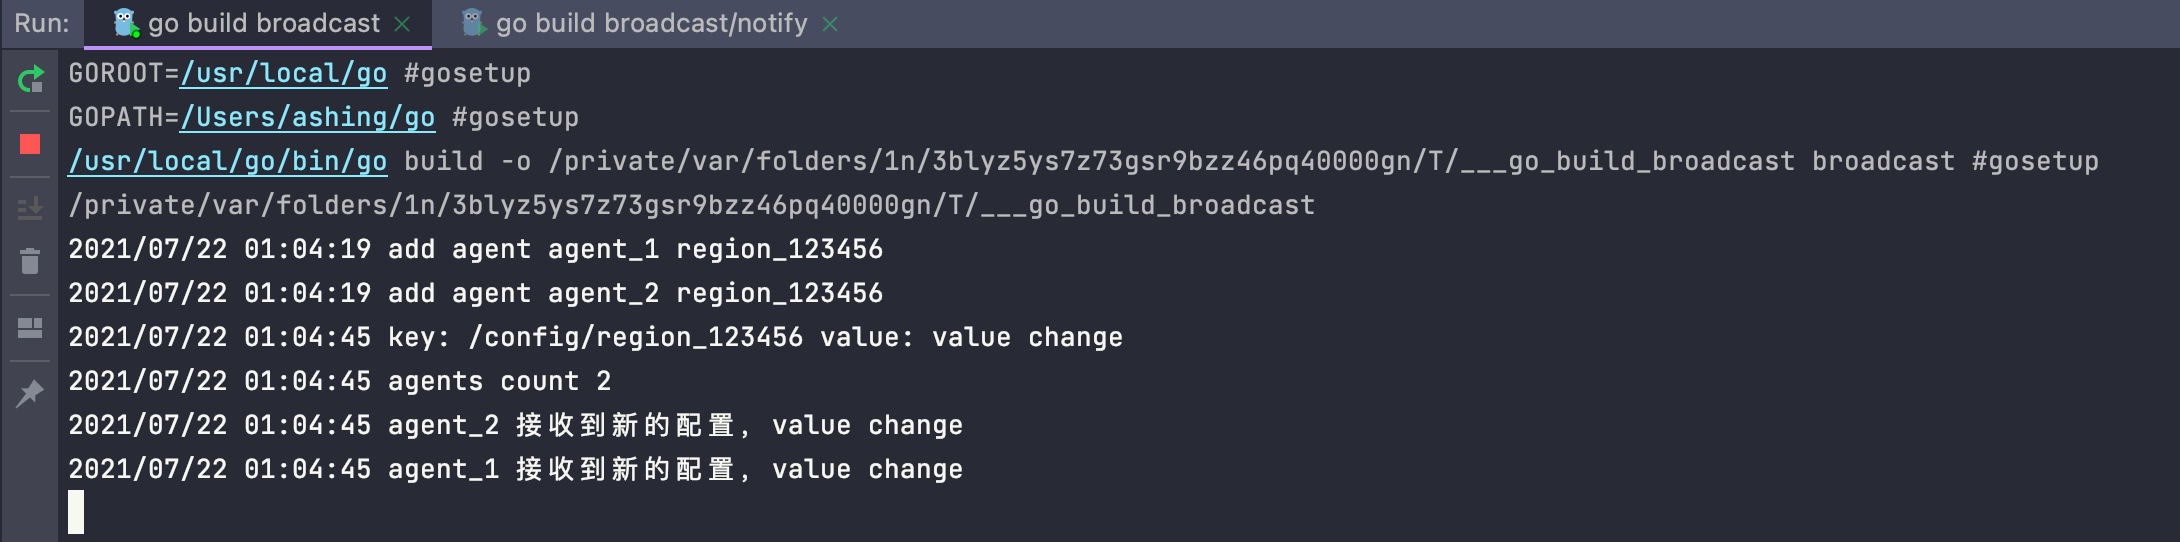 Run: go build broadcast go build broadcast/notify
GOROOT=/usr/local/go #gosetup
GOPATH=/Users/ashing/go #gosetup
/usr/local/go/bin/go build -o /private/var/folders/1n/3blyz5ys7z73gsr9bzz46pq40000gn/T/___go_build_broadcast broadcast #gosetup
/private/var/folders/1n/3blyz5ys7z73gsr9bzz46pq40000gn/T/___go_build_broadcast
2021/07/22 01:04:19 add agent agent_1 region_123456
2021/07/22 01:04:19 add agent agent_2 region_123456
2021/07/22 01:04:45 key: /config/region_123456 value: value change
2021/07/22 01:04:45 agents count 2
2021/07/22 01:04:45 agent_2 接收到新的配置, value change
2021/07/22 01:04:45 agent_1 接收到新的配置, value change